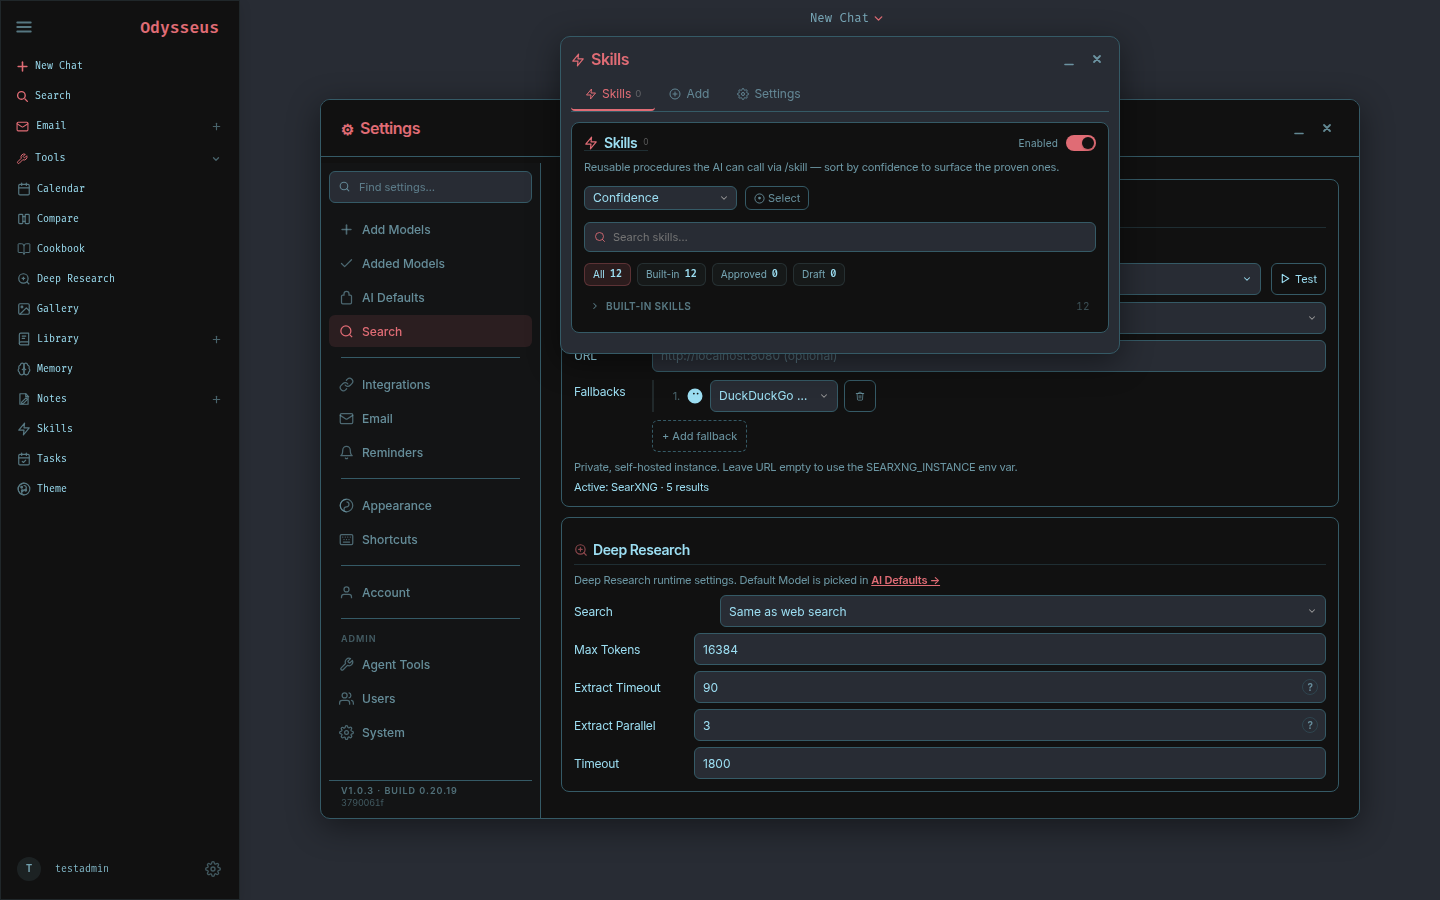 Odysseus
New Chat
Search
Email
Tools
Calendar
Compare
Cookbook
Deep Research
Gallery
Library
Memory
Notes
Skills
Tasks
Theme
T testadmin
New Chat
Skills
Skills 0 Add Settings
Skills 0 Enabled
Reusable procedures the AI can call via /skill — sort by confidence to surface the proven ones.
Confidence Select
Search skills...
All 12 Built-in 12 Approved 0 Draft 0
BUILT-IN SKILLS 12
Settings
Find settings...
Add Models
Added Models
AI Defaults
Search
Integrations
Email
Reminders
Appearance
Shortcuts
Account
ADMIN
Agent Tools
Users
System
V1.0.3 · BUILD 0.20.19
3790061f
Test
URL http://localhost:8080 (optional)
Fallbacks 1. DuckDuckGo ...
+ Add fallback
Private, self-hosted instance. Leave URL empty to use the SEARXNG_INSTANCE env var.
Active: SearXNG · 5 results
Deep Research
Deep Research runtime settings. Default Model is picked in AI Defaults →
Search Same as web search
Max Tokens 16384
Extract Timeout 90 ?
Extract Parallel 3 ?
Timeout 1800